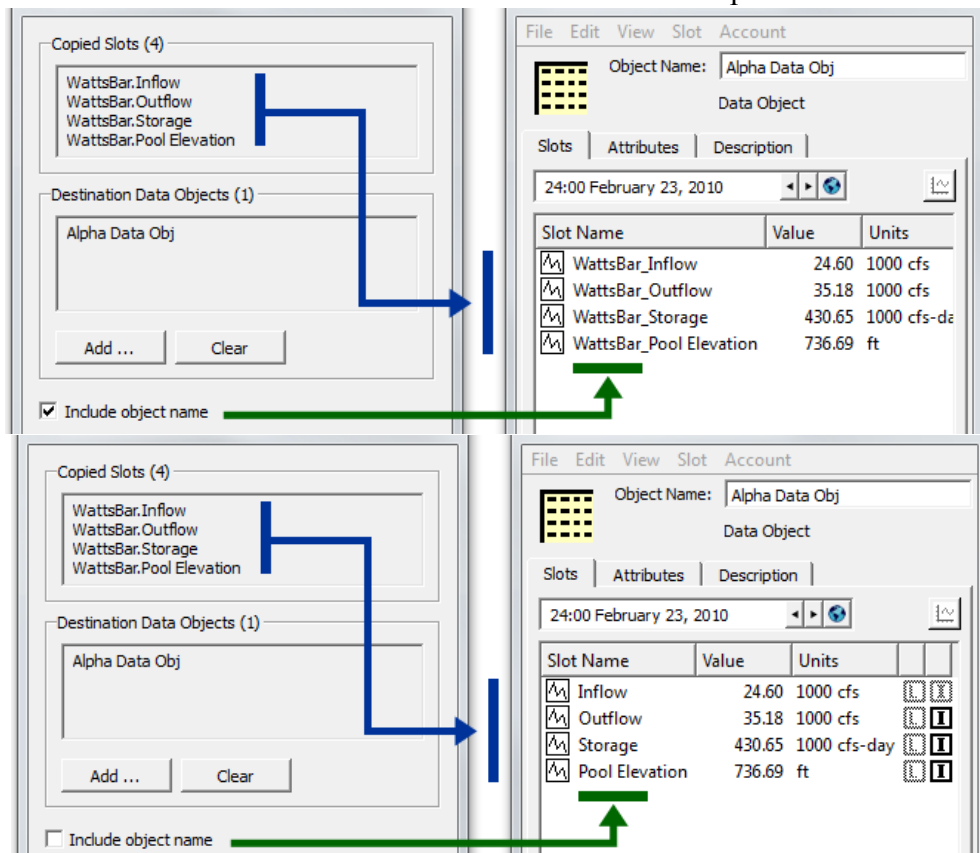 Copied Slots (4)
WattsBar.Inflow
WattsBar.Outflow
WattsBar.Storage
WattsBar.Pool Elevation
Destination Data Objects (1)
Alpha Data Obj
Add ... Clear
Include object name
File Edit View Slot Account
Object Name: Alpha Data Obj
Data Object
Slots Attributes Description
24:00 February 23, 2010
Slot Name Value Units
WattsBar_Inflow 24.60 1000 cfs
WattsBar_Outflow 35.18 1000 cfs
WattsBar_Storage 430.65 1000 cfs-da
WattsBar_Pool Elevation 736.69 ft
Copied Slots (4)
WattsBar.Inflow
WattsBar.Outflow
WattsBar.Storage
WattsBar.Pool Elevation
Destination Data Objects (1)
Alpha Data Obj
Add ... Clear
Include object name
File Edit View Slot Account
Object Name: Alpha Data Obj
Data Object
Slots Attributes Description
24:00 February 23, 2010
Slot Name Value Units
Inflow 24.60 1000 cfs L I
Outflow 35.18 1000 cfs L I
Storage 430.65 1000 cfs-day L I
Pool Elevation 736.69 ft L I